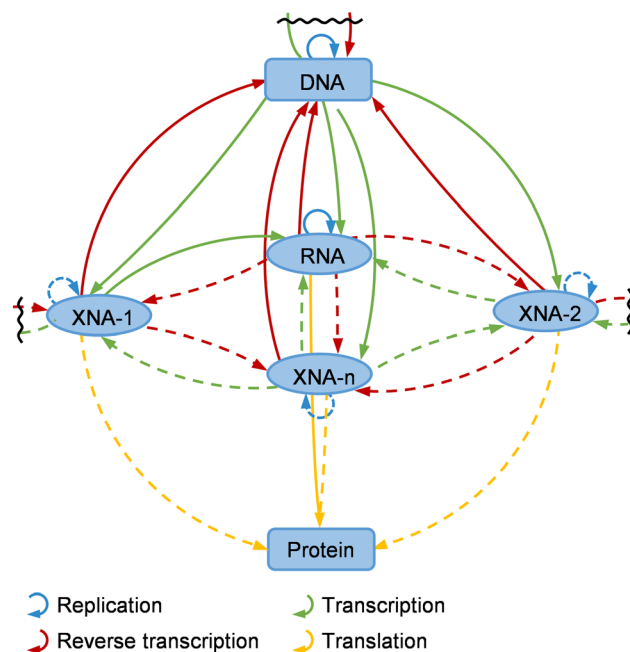 DNA
RNA
XNA-1
XNA-2
XNA-n
Protein
Replication
Transcription
Reverse transcription
Translation